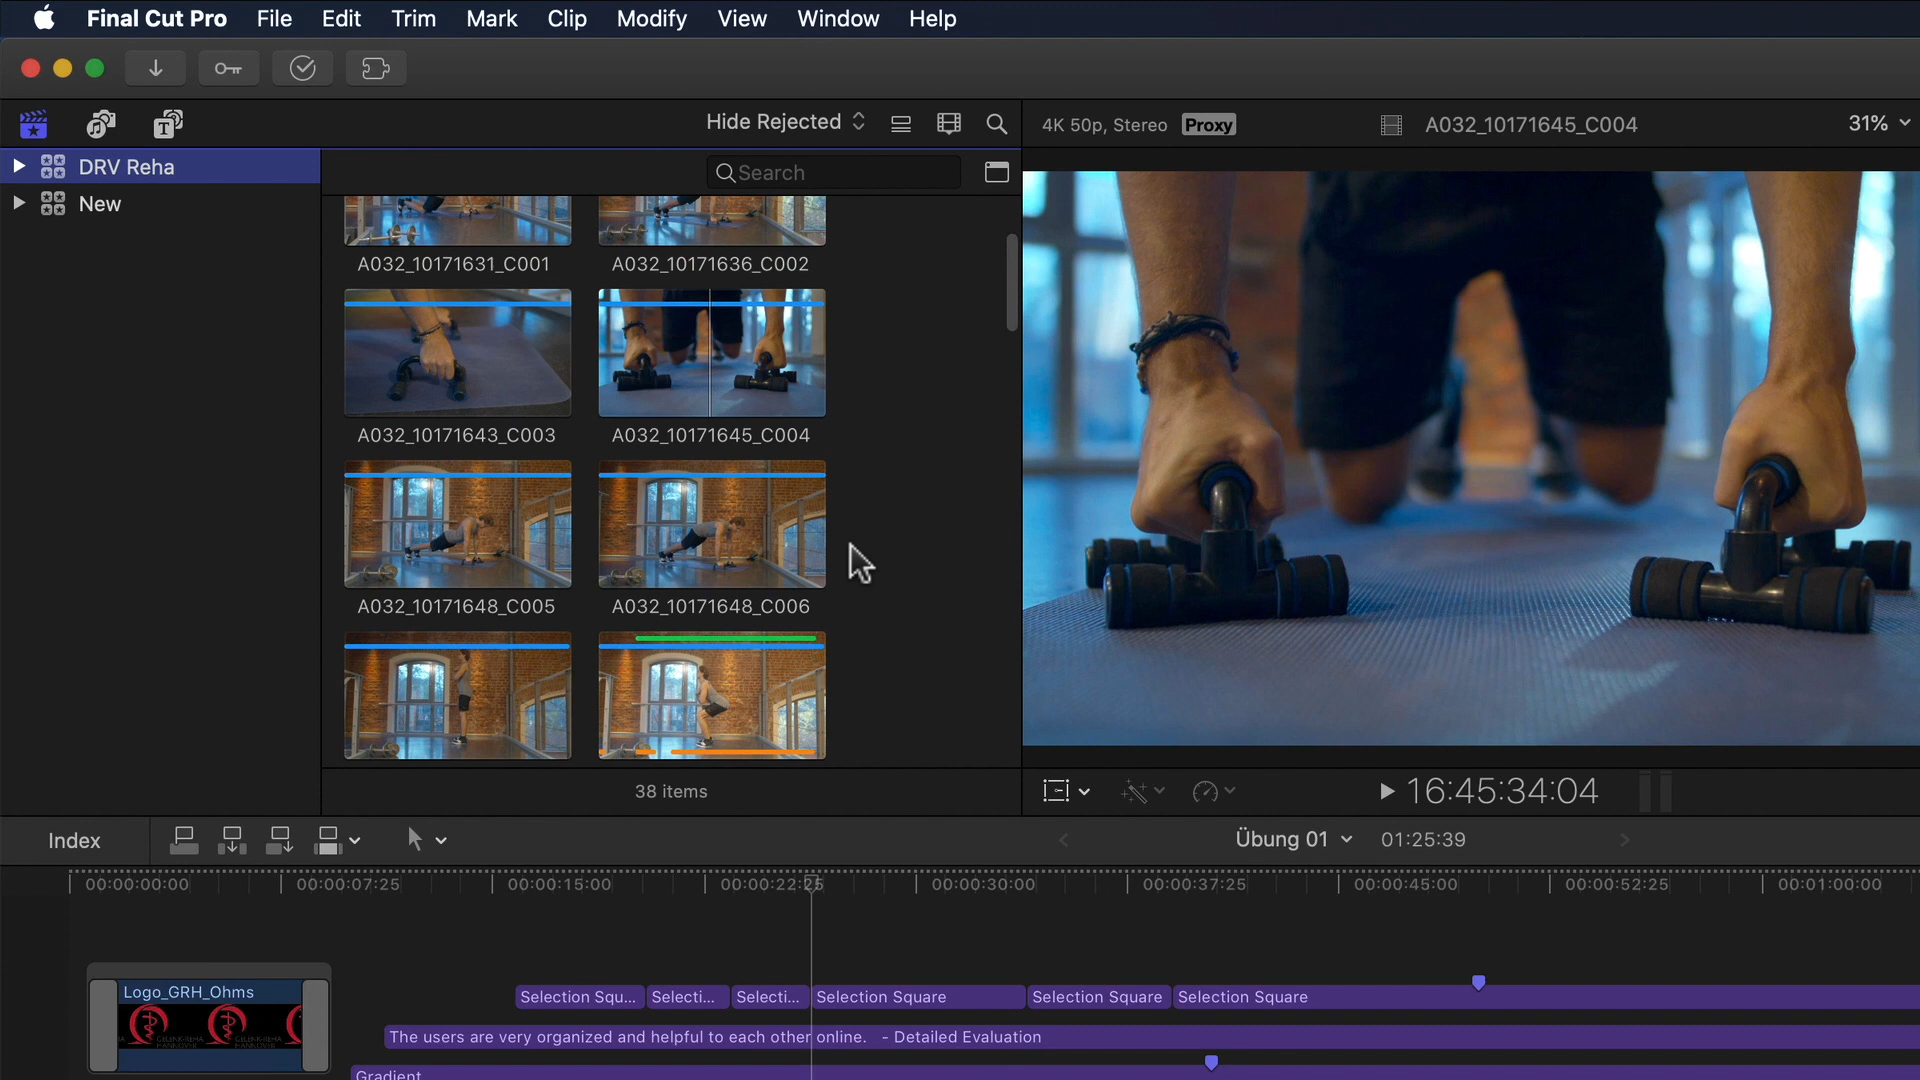 Final Cut Pro File Edit Trim Mark Clip Modify View Window Help
Hide Rejected
4K 50p, Stereo Proxy
A032_10171645_C004
31%
DRV Reha
New
Search
A032_10171631_C001
A032_10171636_C002
A032_10171643_C003
A032_10171645_C004
A032_10171648_C005
A032_10171648_C006
38 items
16:45:34:04
Index
Übung 01
01:25:39
00:00:00:00
00:00:07:25
00:00:15:00
00:00:22:25
00:00:30:00
00:00:37:25
00:00:45:00
00:00:52:25
00:01:00:00
Logo_GRH_Ohms
GELENK-REHA
HANNOVER
Selection Squ...
Selecti...
Selecti...
Selection Square
Selection Square
Selection Square
The users are very organized and helpful to each other online. - Detailed Evaluation
Gradient